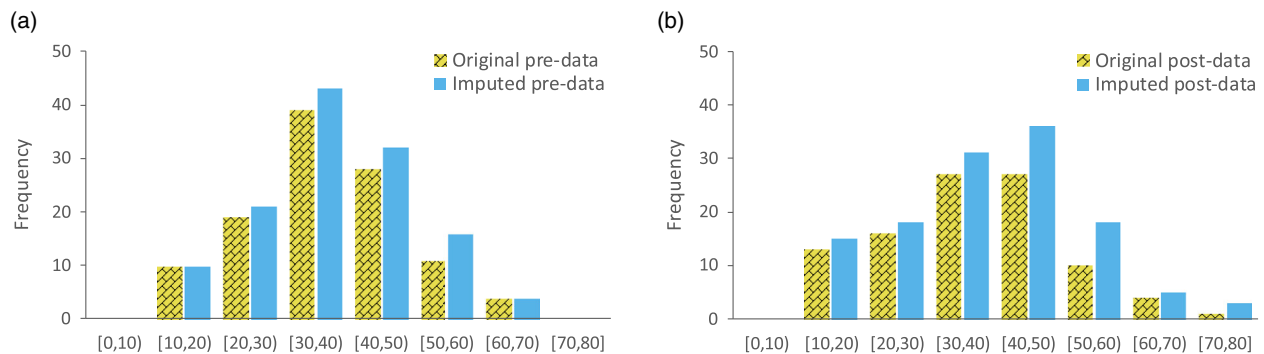 (a)
50
40
30
20
10
0
Frequency
Original pre-data
Imputed pre-data
[0,10) [10,20) [20,30) [30,40) [40,50) [50,60) [60,70) [70,80]
(b)
50
40
30
20
10
0
Frequency
Original post-data
Imputed post-data
[0,10) [10,20) [20,30) [30,40) [40,50) [50,60) [60,70) [70,80]